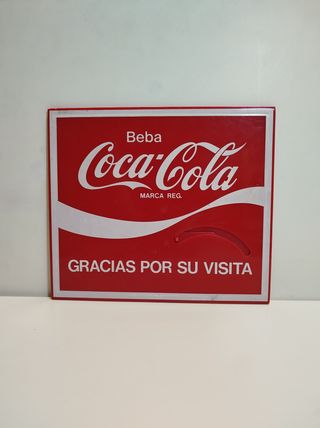 Beba
Coca-Cola
MARCA REG.
GRACIAS POR SU VISITA